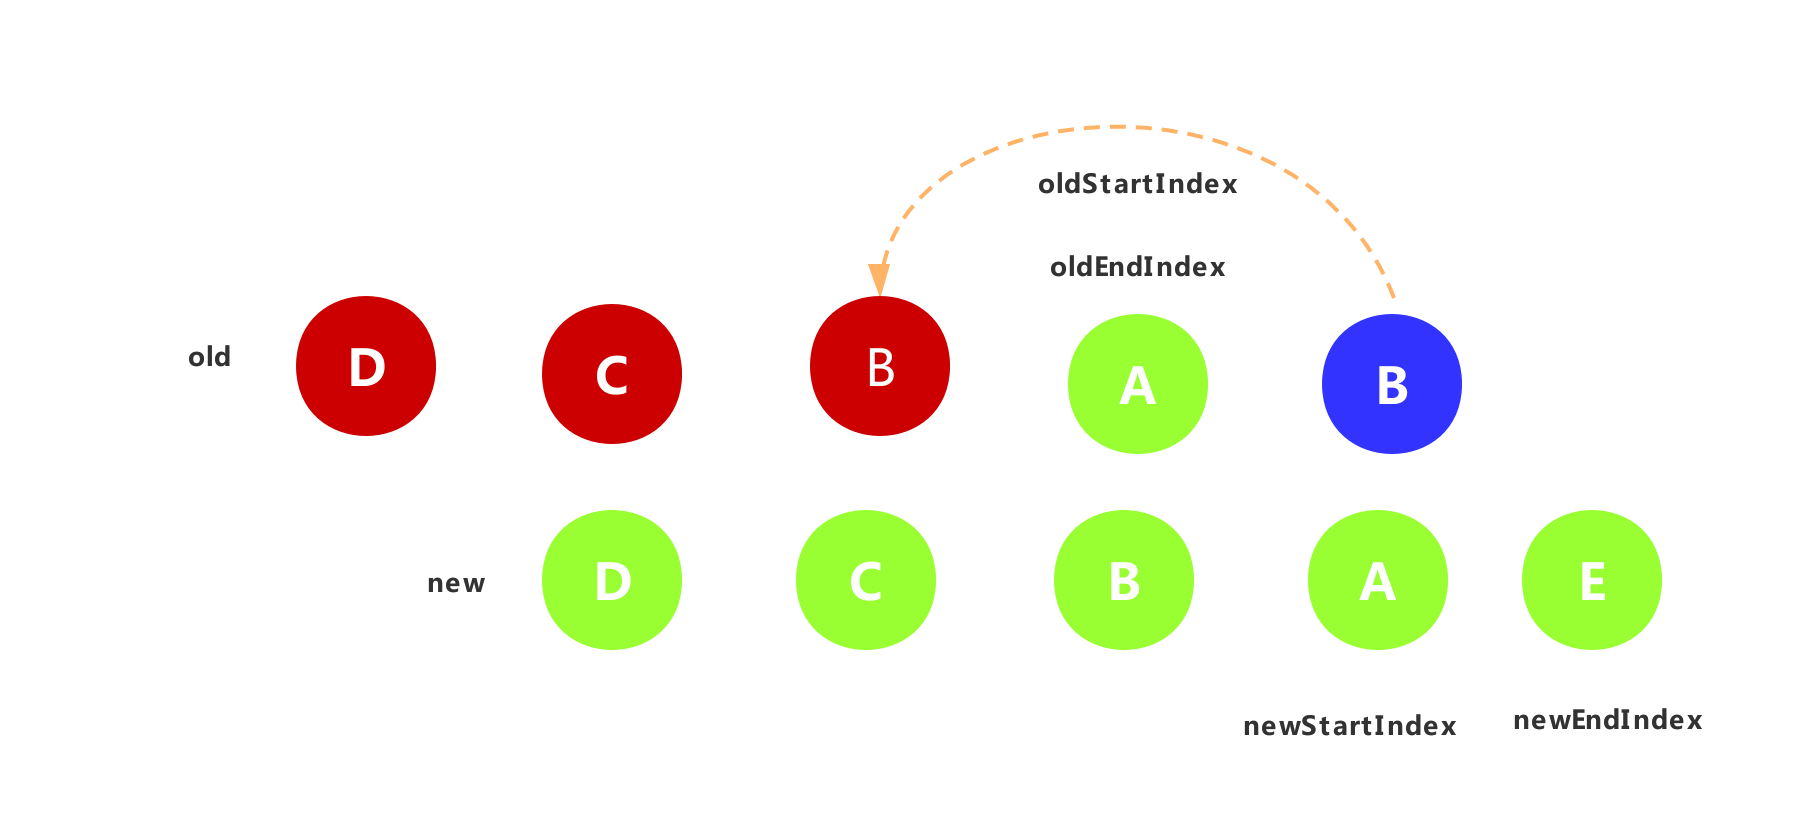 oldStartIndex
oldEndIndex
old D C B A B
new D C B A E
newStartIndex newEndIndex